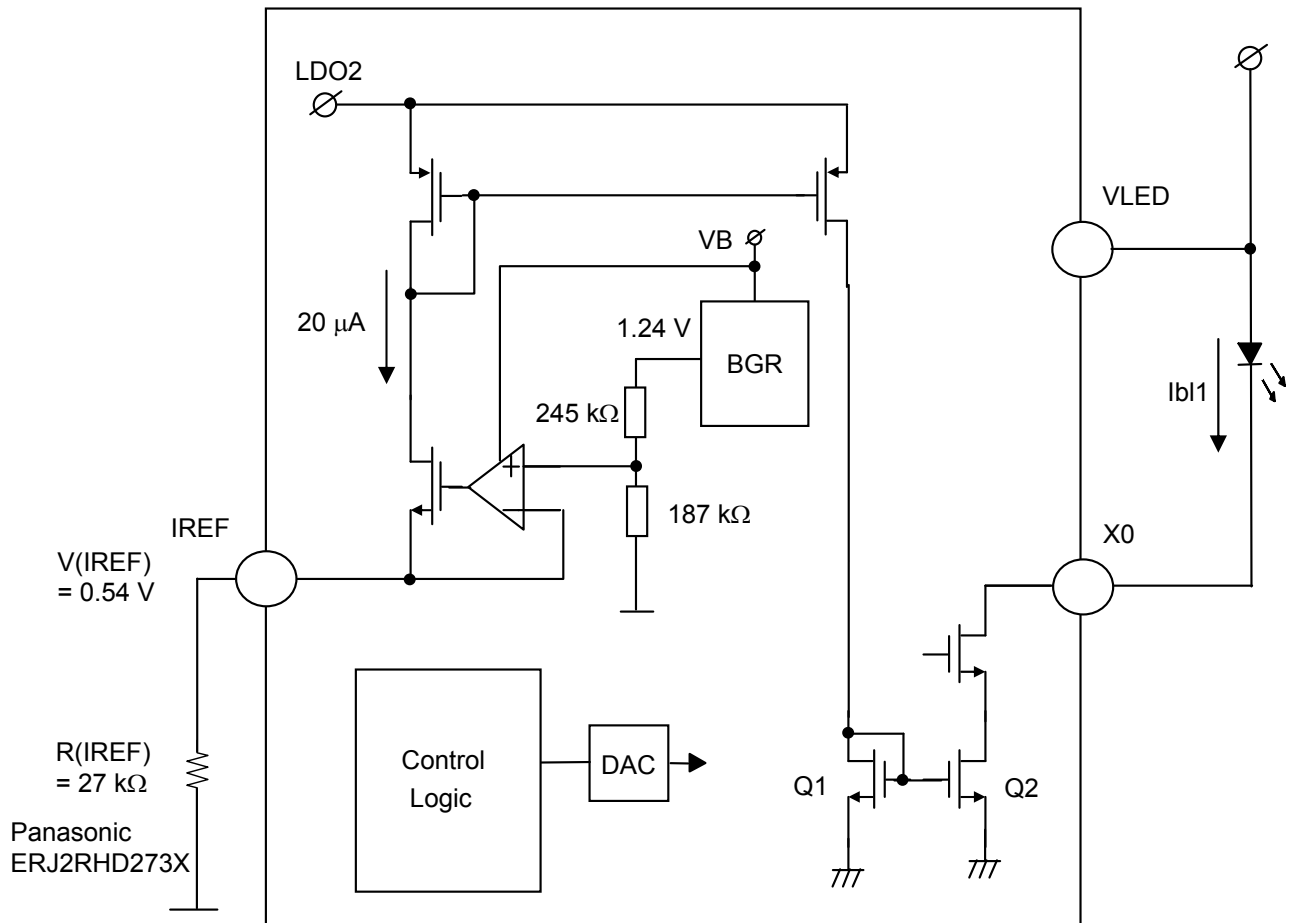 LDO2
VLED
VB
20 μA
1.24 V
BGR
Ibl1
245 kΩ
+
187 kΩ
IREF
X0
V(IREF)
= 0.54 V
R(IREF)
= 27 kΩ
Control
Logic
DAC
Q1
Q2
Panasonic
ERJ2RHD273X